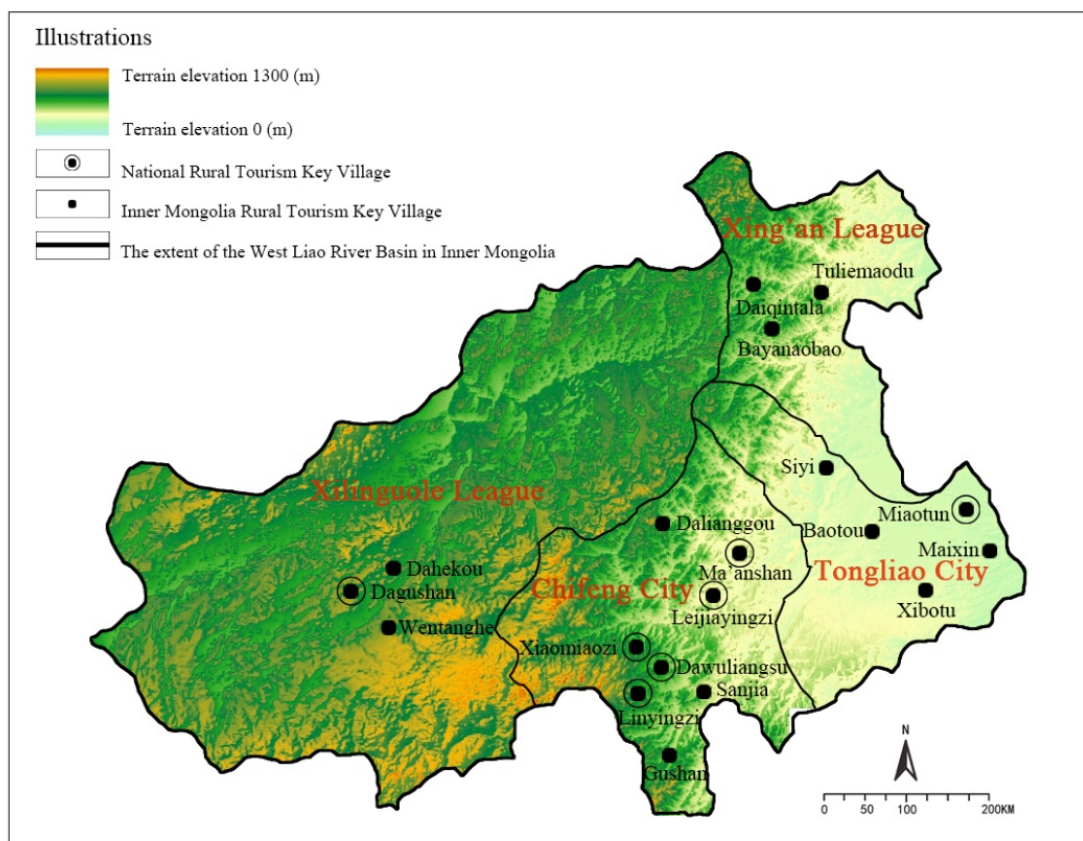 Illustrations
Terrain elevation 1300 (m)
Terrain elevation 0 (m)
National Rural Tourism Key Village
Inner Mongolia Rural Tourism Key Village
The extent of the West Liao River Basin in Inner Mongolia
Xing'an League
Tuliemaodu
Daiqintala
Bayanaobao
Siyi
Xilinguole League
Miaotun
Dalianggou
Baotou
Maixin
Ma'anshan
Dahekou
Chifeng City
Tongliao City
Dagushan
Xibotu
Leijiayingzi
Wentanghe
Xiaomiaozi
Dawuliangsu
Sanjia
Linyingzi
Gushan
N
0 50 100 200KM